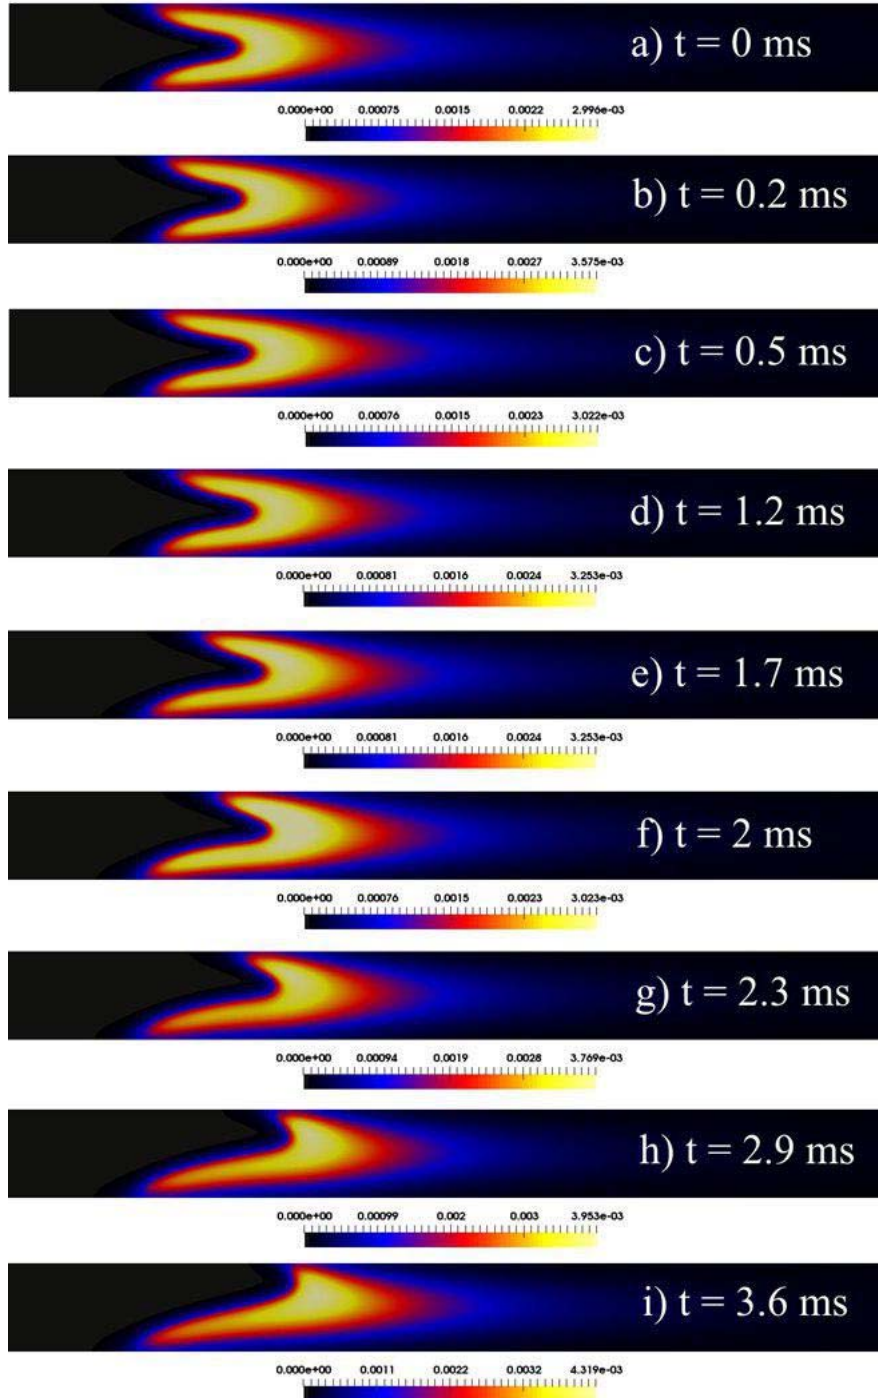 a) t = 0 ms
0.000e+00 0.00075 0.0015 0.0022 2.996e-03
b) t = 0.2 ms
0.000e+00 0.00089 0.0018 0.0027 3.575e-03
c) t = 0.5 ms
0.000e+00 0.00076 0.0015 0.0023 3.022e-03
d) t = 1.2 ms
0.000e+00 0.00081 0.0016 0.0024 3.253e-03
e) t = 1.7 ms
0.000e+00 0.00081 0.0016 0.0024 3.253e-03
f) t = 2 ms
0.000e+00 0.00076 0.0015 0.0023 3.023e-03
g) t = 2.3 ms
0.000e+00 0.00094 0.0019 0.0028 3.769e-03
h) t = 2.9 ms
0.000e+00 0.00099 0.002 0.003 3.953e-03
i) t = 3.6 ms
0.000e+00 0.0011 0.0022 0.0032 4.319e-03